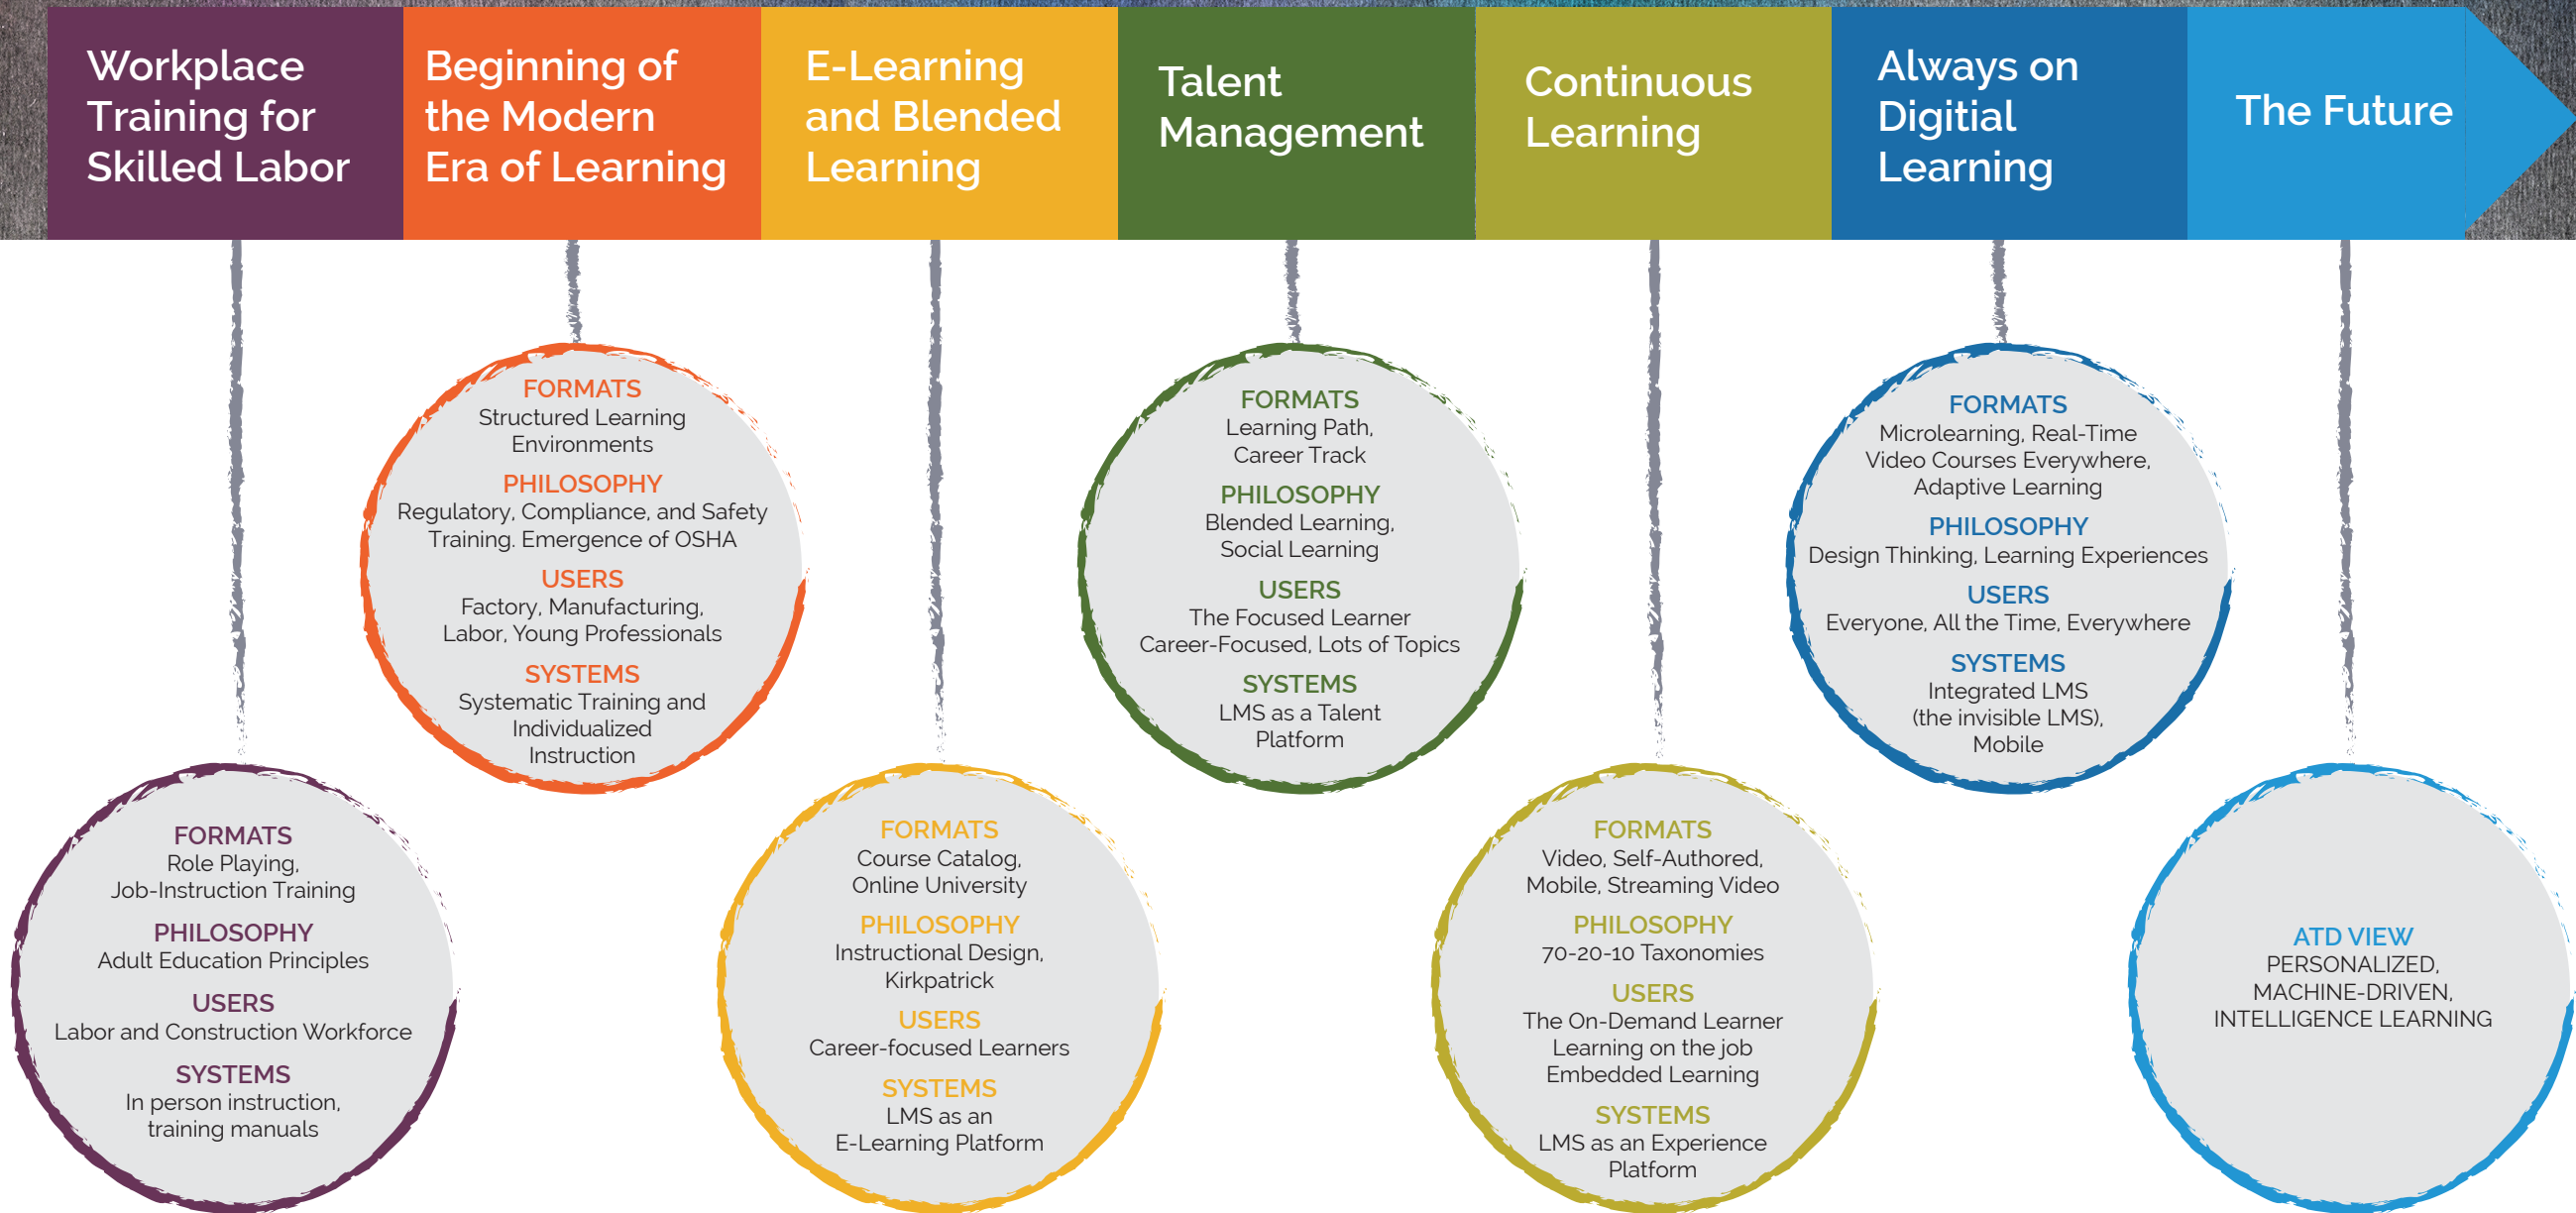 Workplace
Training for
Skilled Labor
Beginning of
the Modern
Era of Learning
E-Learning
and Blended
Learning
Talent
Management
Continuous
Learning
Always on
Digitial
Learning
The Future
FORMATS
Role Playing,
Job-Instruction Training
PHILOSOPHY
Adult Education Principles
USERS
Labor and Construction Workforce
SYSTEMS
In person instruction,
training manuals
FORMATS
Structured Learning
Environments
PHILOSOPHY
Regulatory, Compliance, and Safety
Training. Emergence of OSHA
USERS
Factory, Manufacturing,
Labor, Young Professionals
SYSTEMS
Systematic Training and
Individualized
Instruction
FORMATS
Course Catalog,
Online University
PHILOSOPHY
Instructional Design,
Kirkpatrick
USERS
Career-focused Learners
SYSTEMS
LMS as an
E-Learning Platform
FORMATS
Learning Path,
Career Track
PHILOSOPHY
Blended Learning,
Social Learning
USERS
The Focused Learner
Career-Focused, Lots of Topics
SYSTEMS
LMS as a Talent
Platform
FORMATS
Video, Self-Authored,
Mobile, Streaming Video
PHILOSOPHY
70-20-10 Taxonomies
USERS
The On-Demand Learner
Learning on the job
Embedded Learning
SYSTEMS
LMS as an Experience
Platform
FORMATS
Microlearning, Real-Time
Video Courses Everywhere,
Adaptive Learning
PHILOSOPHY
Design Thinking, Learning Experiences
USERS
Everyone, All the Time, Everywhere
SYSTEMS
Integrated LMS
(the invisible LMS),
Mobile
ATD VIEW
PERSONALIZED,
MACHINE-DRIVEN,
INTELLIGENCE LEARNING